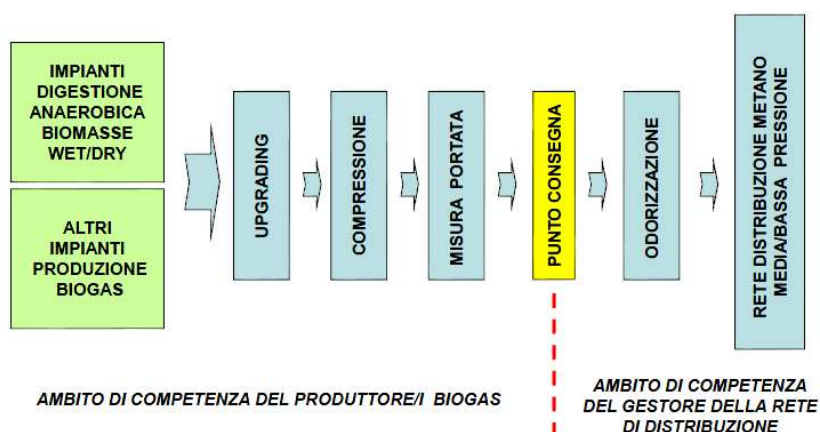 IMPIANTI
DIGESTIONE
ANAEROBICA
BIOMASSE
WET/DRY
ALTRI
IMPIANTI
PRODUZIONE
BIOGAS
UPGRADING
COMPRESSIONE
MISURA PORTATA
PUNTO CONSEGNA
ODORIZZAZIONE
RETE DISTRIBUZIONE METANO
MEDIA/BASSA PRESSIONE
AMBITO DI COMPETENZA DEL PRODUTTORE/I BIOGAS
AMBITO DI COMPETENZA
DEL GESTORE DELLA RETE
DI DISTRIBUZIONE